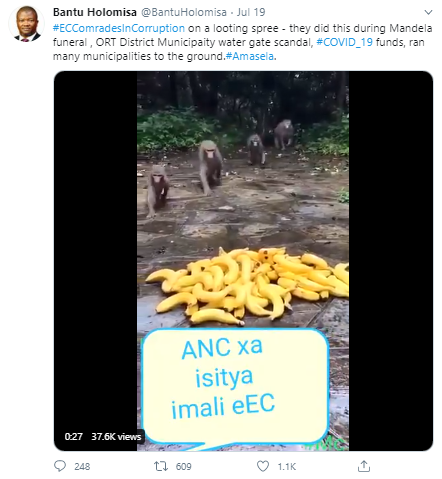 Bantu Holomisa @BantuHolomisa · Jul 19
#ECComradesInCorruption on a looting spree - they did this during Mandela
funeral , ORT District Municipaity water gate scandal, #COVID_19 funds, ran
many municipalities to the ground.#Amasela.
ANC xa
isitya
imali eEC
0:27 37.6K views
248 609 1.1K